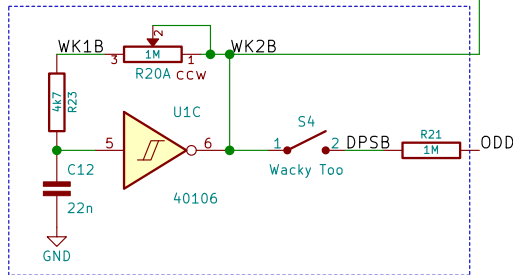 2
WK1B
WK2B
3
1M
1
R20A
CCW
4k7
R23
U1C
S4
5
6
1
2
DPSB
R21
1M
ODD
Wacky Too
C12
22n
40106
GND